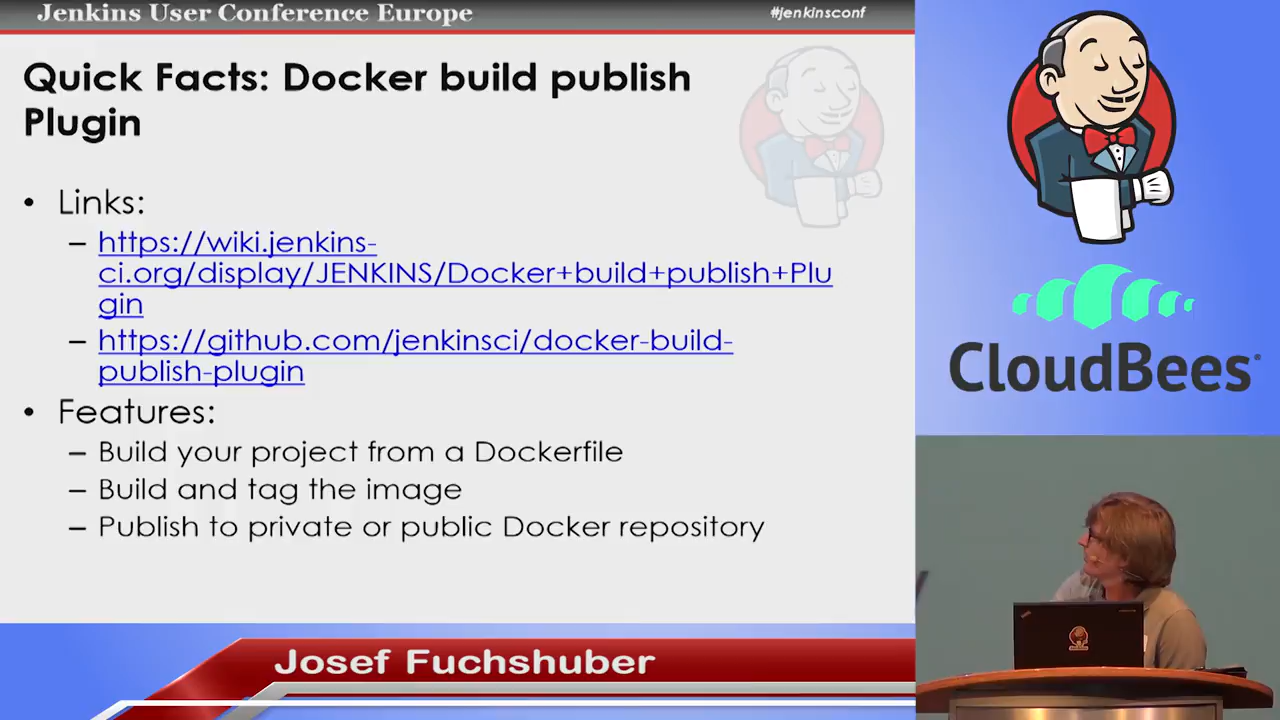 Jenkins User Conference Europe
#jenkinsconf
Quick Facts: Docker build publish
Plugin
• Links:
– https://wiki.jenkins-
ci.org/display/JENKINS/Docker+build+publish+Plu
gin
– https://github.com/jenkinsci/docker-build-
publish-plugin
• Features:
– Build your project from a Dockerfile
– Build and tag the image
– Publish to private or public Docker repository
CloudBees
Josef Fuchshuber